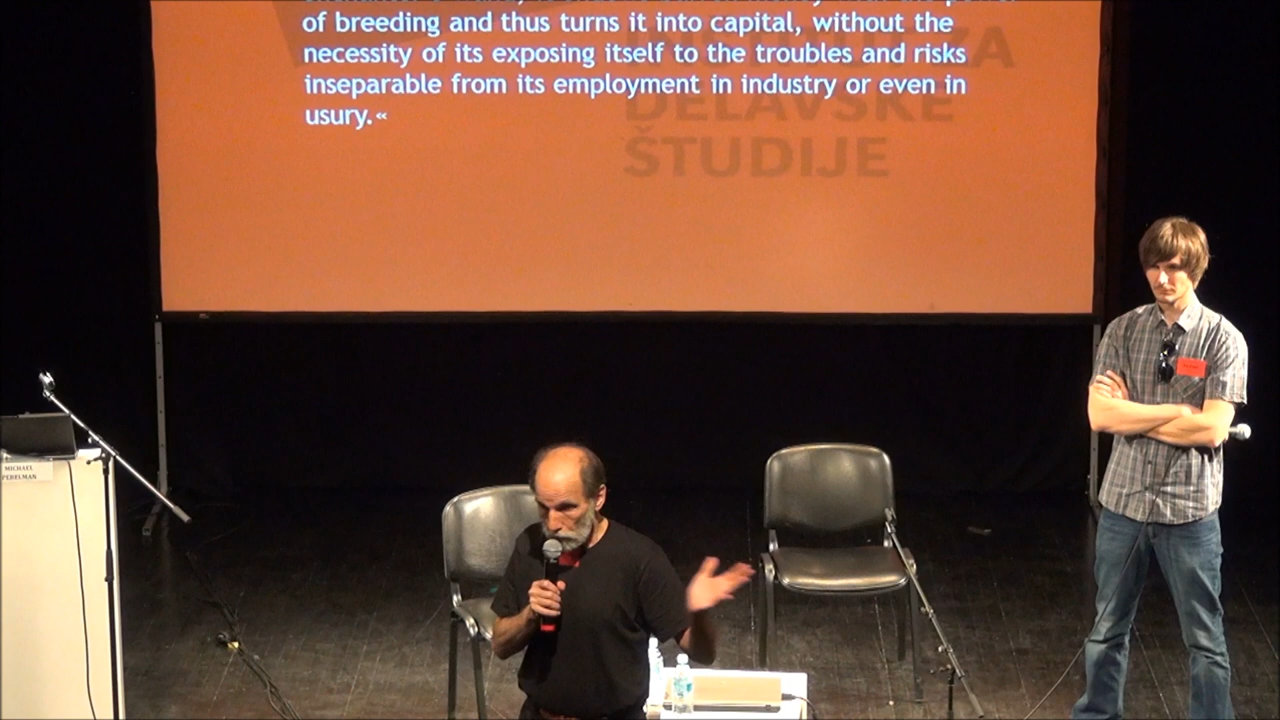 of breeding and thus turns it into capital, without the
necessity of its exposing itself to the troubles and risks
inseparable from its employment in industry or even in
usury.«
ZA
DELAVSKE
ŠTUDIJE
MICHAEL
PERELMAN